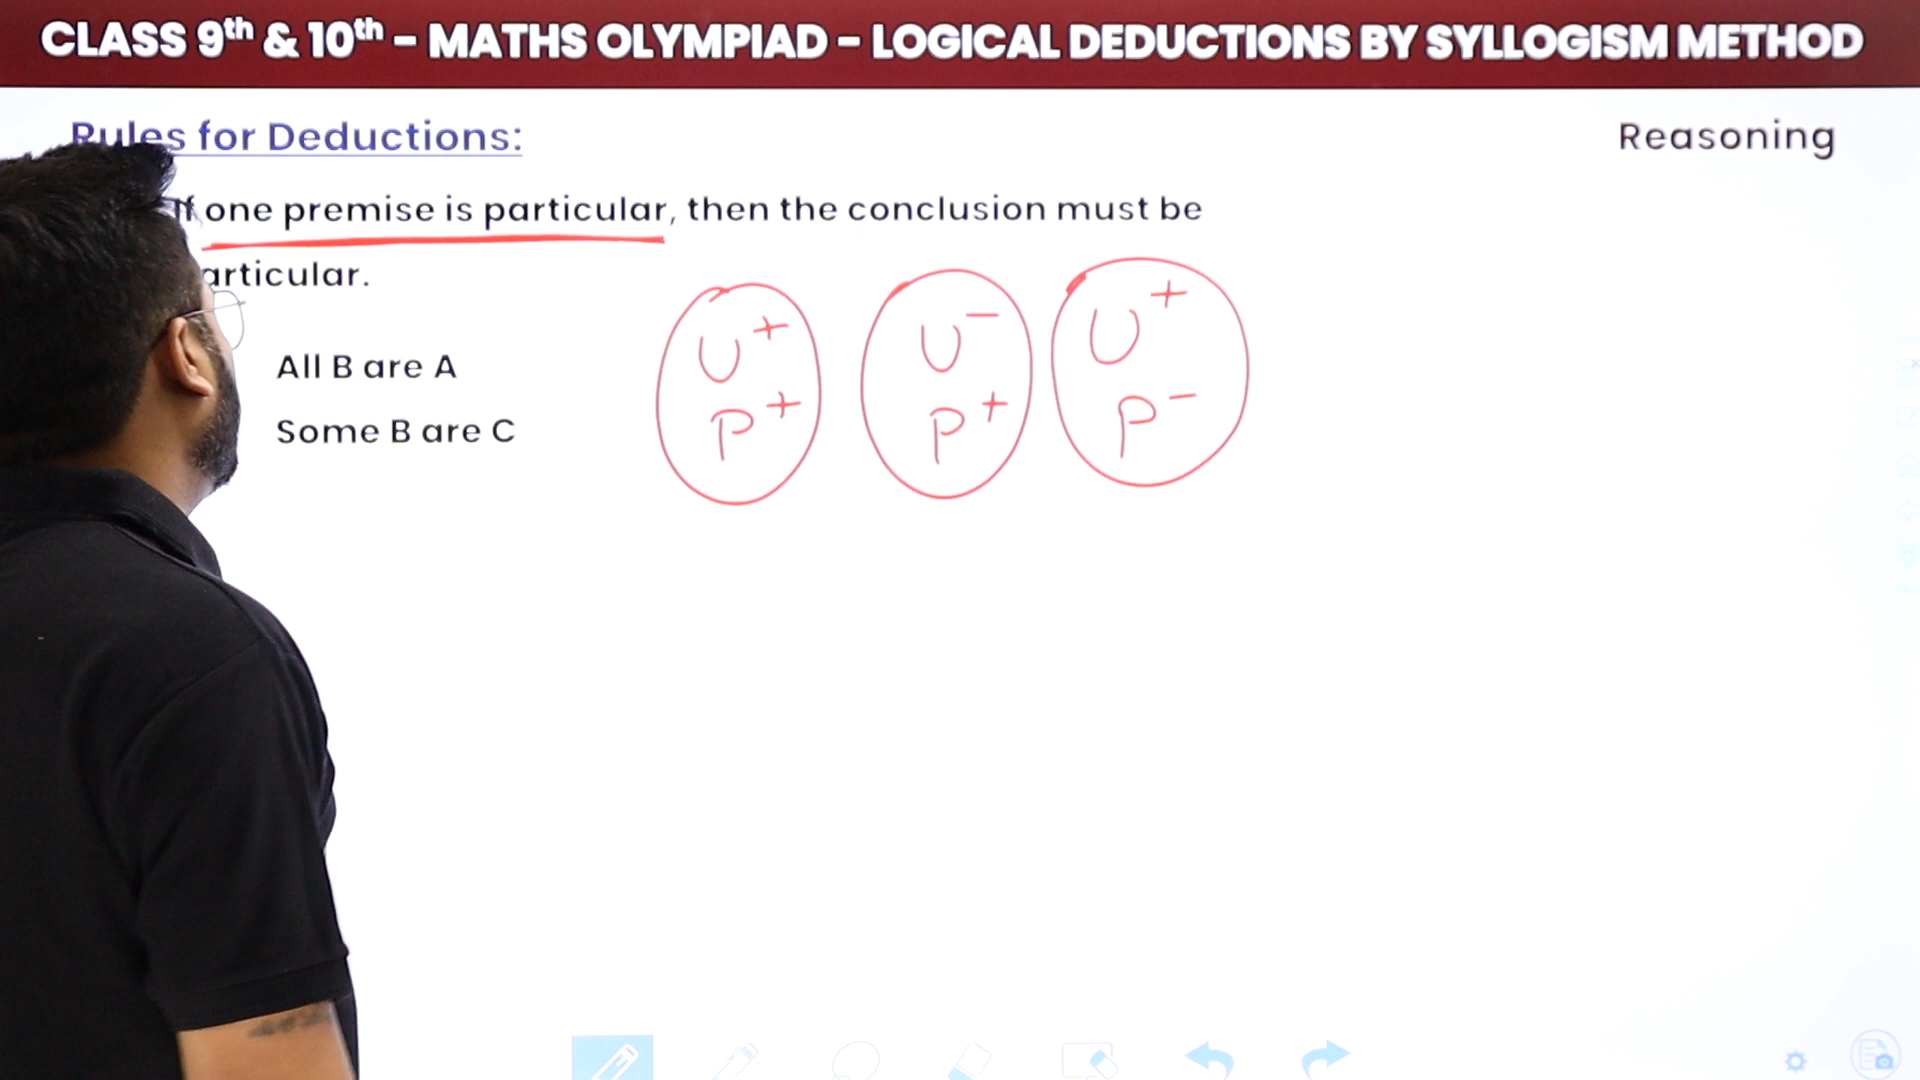 CLASS 9th & 10th – MATHS OLYMPIAD – LOGICAL DEDUCTIONS BY SYLLOGISM METHOD
Rules for Deductions:
Reasoning
If one premise is particular, then the conclusion must be
articular.
U+ U− U+
All B are A
P+ P+ P−
Some B are C